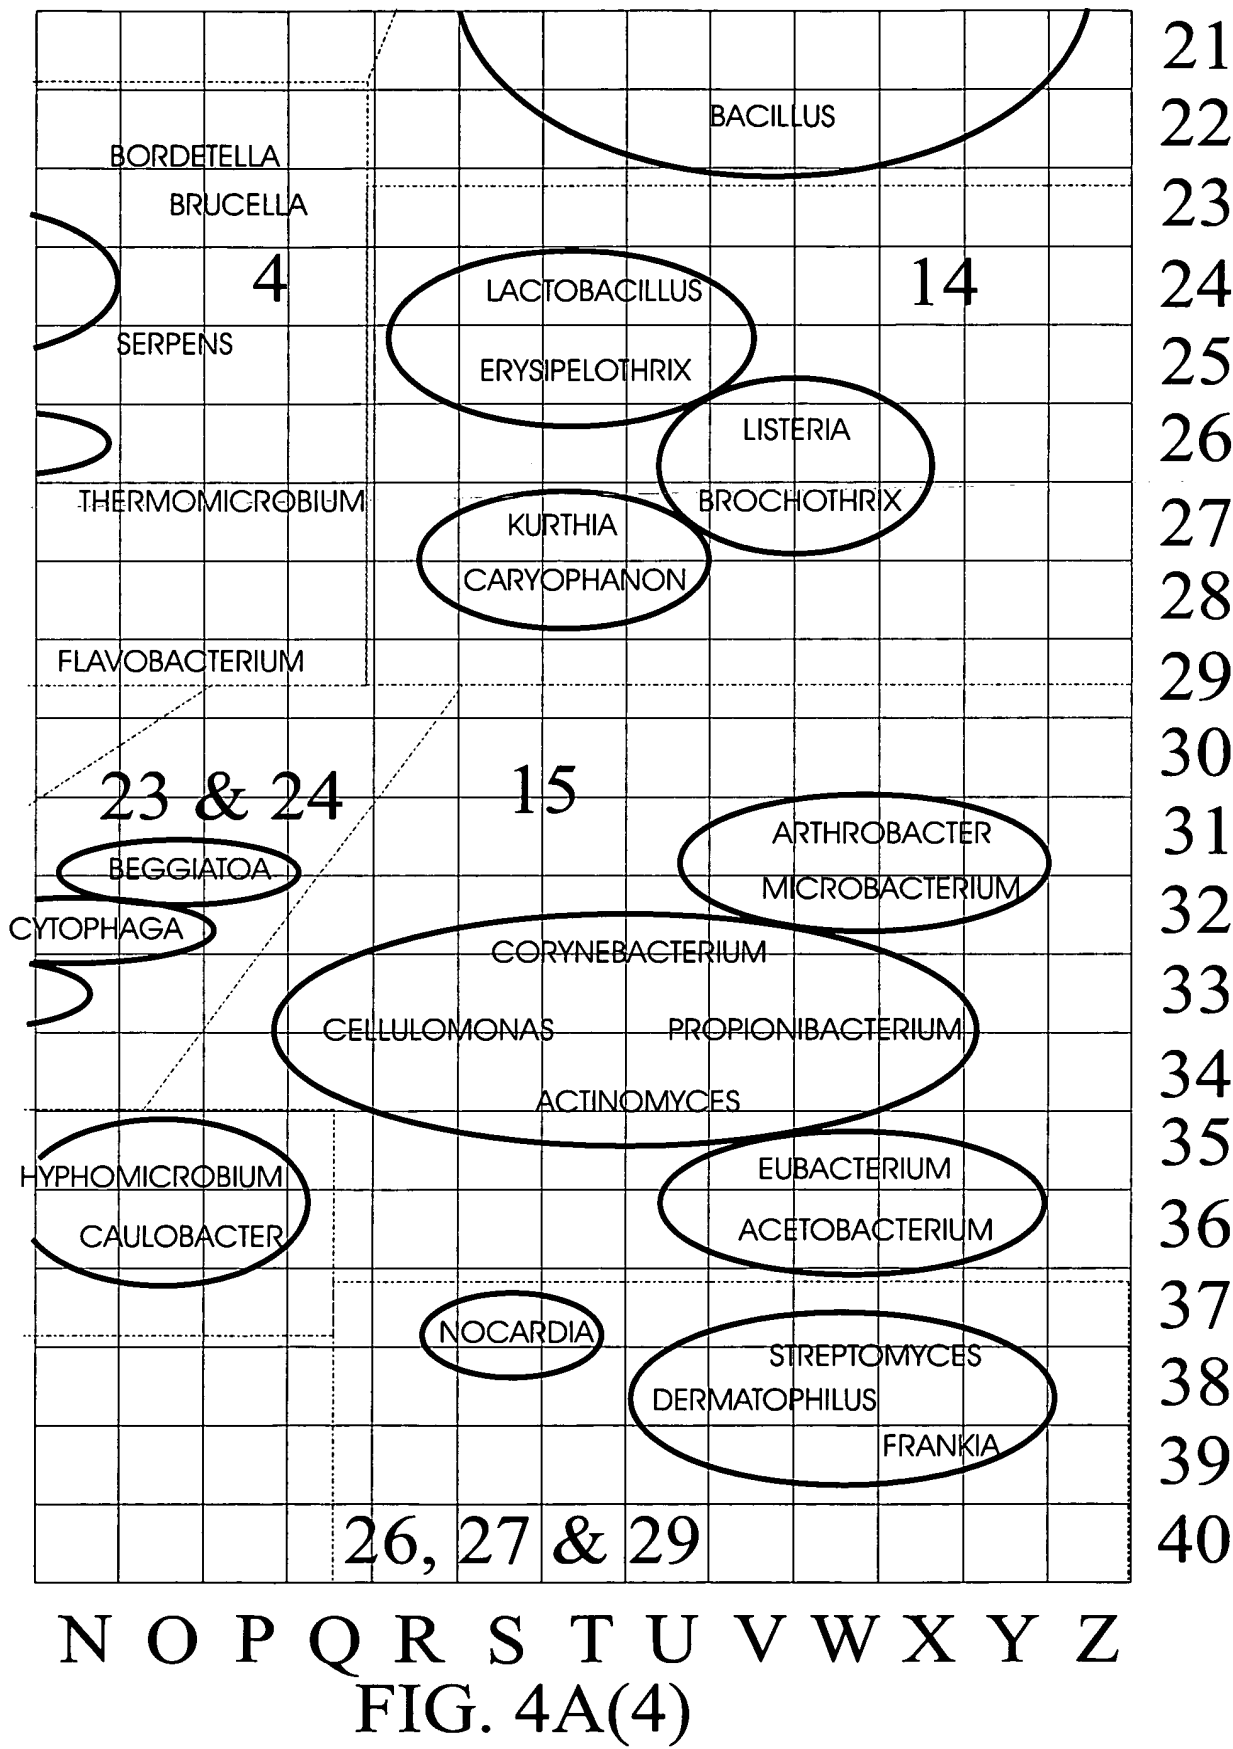 21
BACILLUS
22
BORDETELLA
BRUCELLA
23
4
LACTOBACILLUS
14
24
SERPENS
ERYSIPELOTHRIX
25
LISTERIA
26
THERMOMICROBIUM
BROCHOTHRIX
KURTHIA
27
CARYOPHANON
28
FLAVOBACTERIUM
29
30
23 & 24
15
ARTHROBACTER
31
BEGGIATOA
MICROBACTERIUM
32
CYTOPHAGA
CORYNEBACTERIUM
33
CELLULOMONAS
PROPIONIBACTERIUM
34
ACTINOMYCES
35
HYPHOMICROBIUM
EUBACTERIUM
CAULOBACTER
ACETOBACTERIUM
36
37
NOCARDIA
STREPTOMYCES
38
DERMATOPHILUS
FRANKIA
39
26, 27 & 29
40
N O P Q R S T U V W X Y Z
FIG. 4A(4)